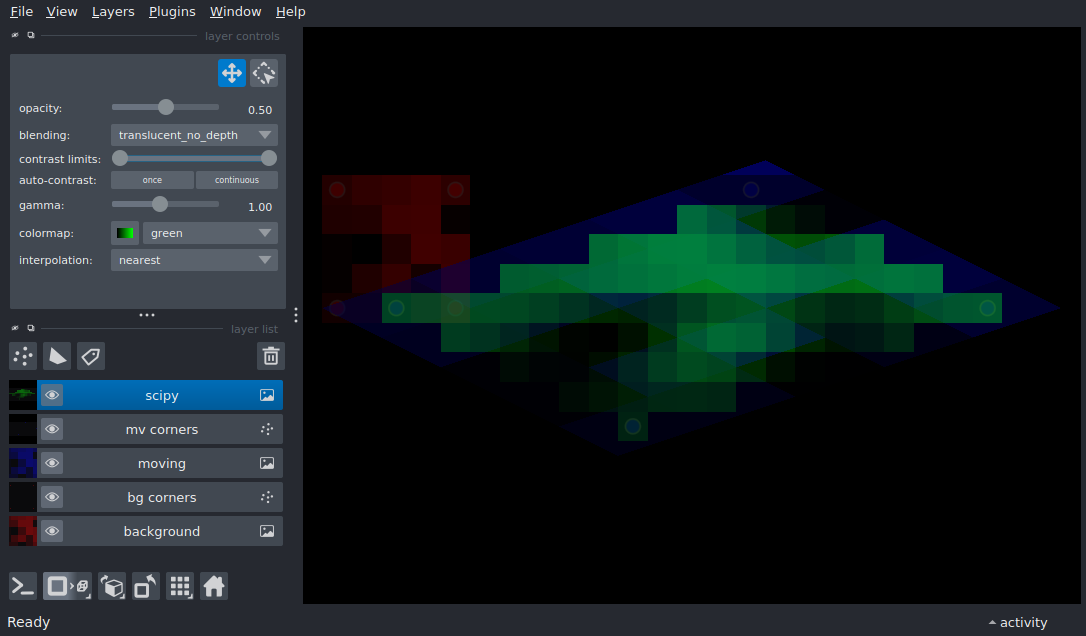 File View Layers Plugins Window Help
layer controls
opacity: 0.50
blending: translucent_no_depth
contrast limits:
auto-contrast: once continuous
gamma: 1.00
colormap: green
interpolation: nearest
layer list
scipy
mv corners
moving
bg corners
background
Ready activity